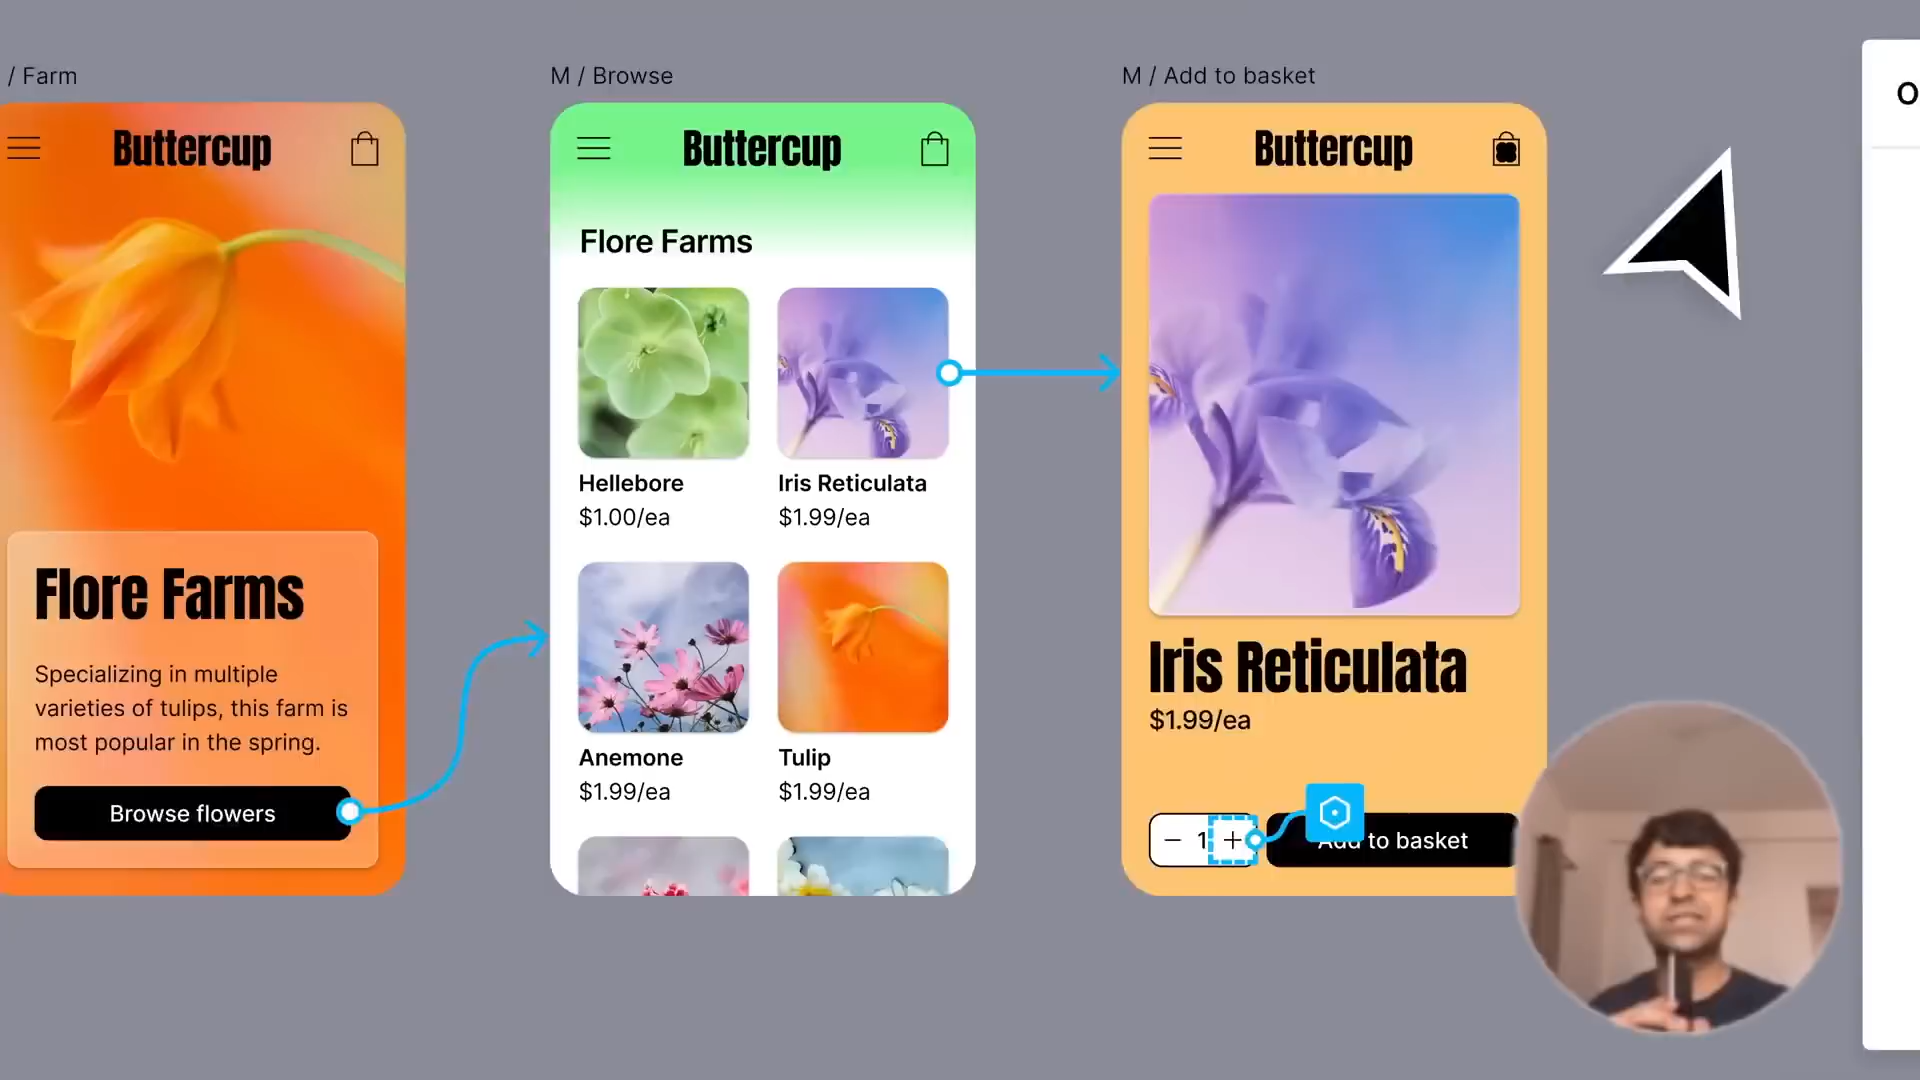 / Farm
Buttercup
Flore Farms
Specializing in multiple
varieties of tulips, this farm is
most popular in the spring.
Browse flowers
M / Browse
Buttercup
Flore Farms
Hellebore
$1.00/ea
Iris Reticulata
$1.99/ea
Anemone
$1.99/ea
Tulip
$1.99/ea
M / Add to basket
Buttercup
Iris Reticulata
$1.99/ea
− 1 +
Add to basket
O